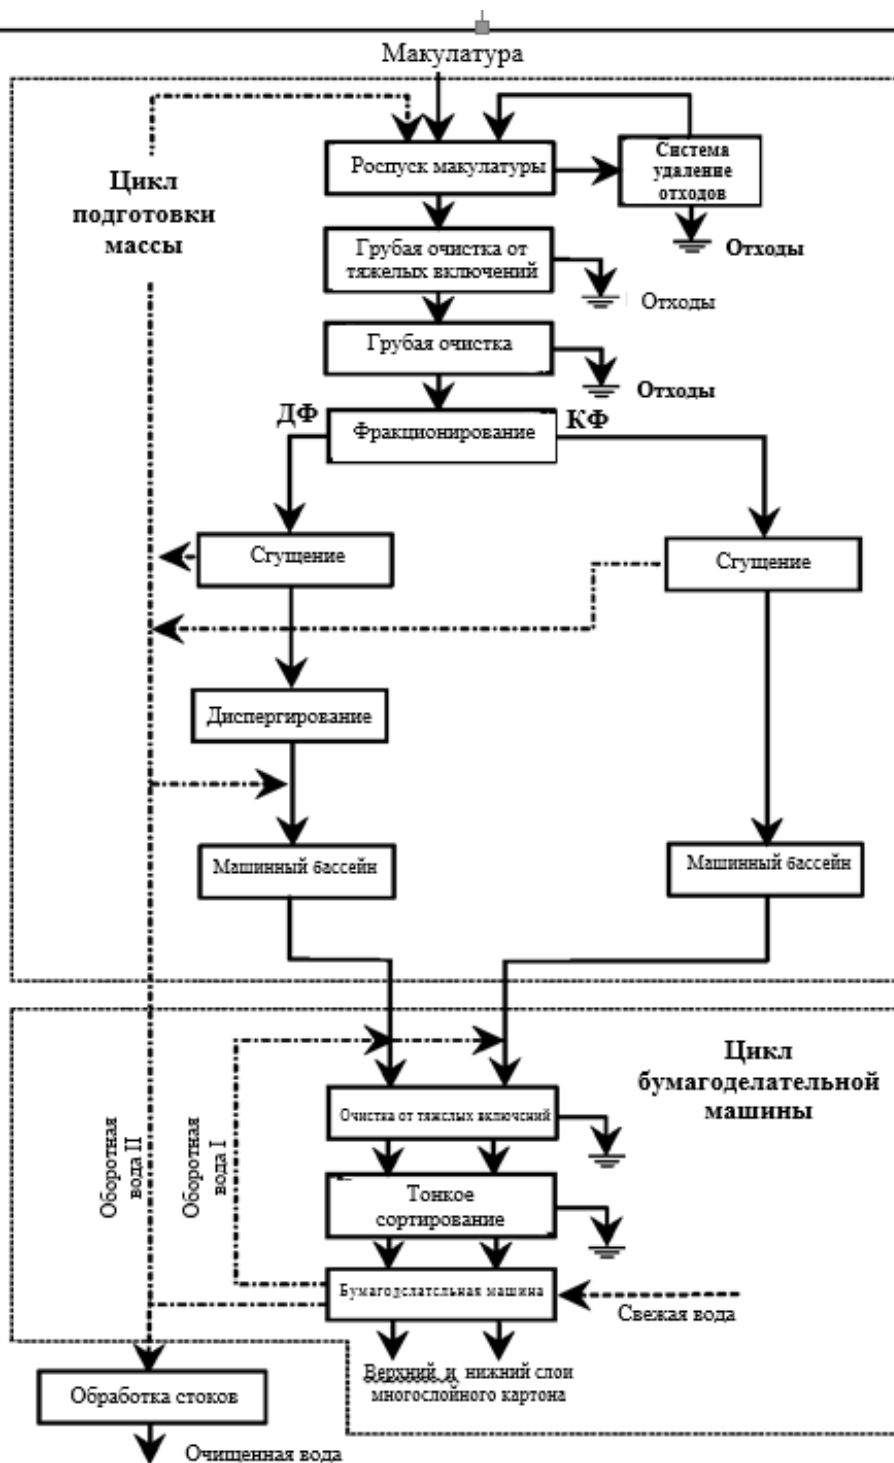 Макулатура
Роспуск макулатуры
Система
удаление
отходов
Цикл
подготовки
массы
Отходы
Грубая очистка от
тяжелых включений
Отходы
Грубая очистка
Отходы
ДФ
КФ
Фракционирование
Сгущение
Сгущение
Диспергирование
Машинный бассейн
Машинный бассейн
Цикл
бумагоделательной
машины
Оборотная
вода II
Оборотная
вода I
Очистка от тяжелых включений
Тонкое
сортирование
Бумагоделательная машина
Свежая вода
Верхний и нижний слои
многослойного картона
Обработка стоков
Очищенная вода